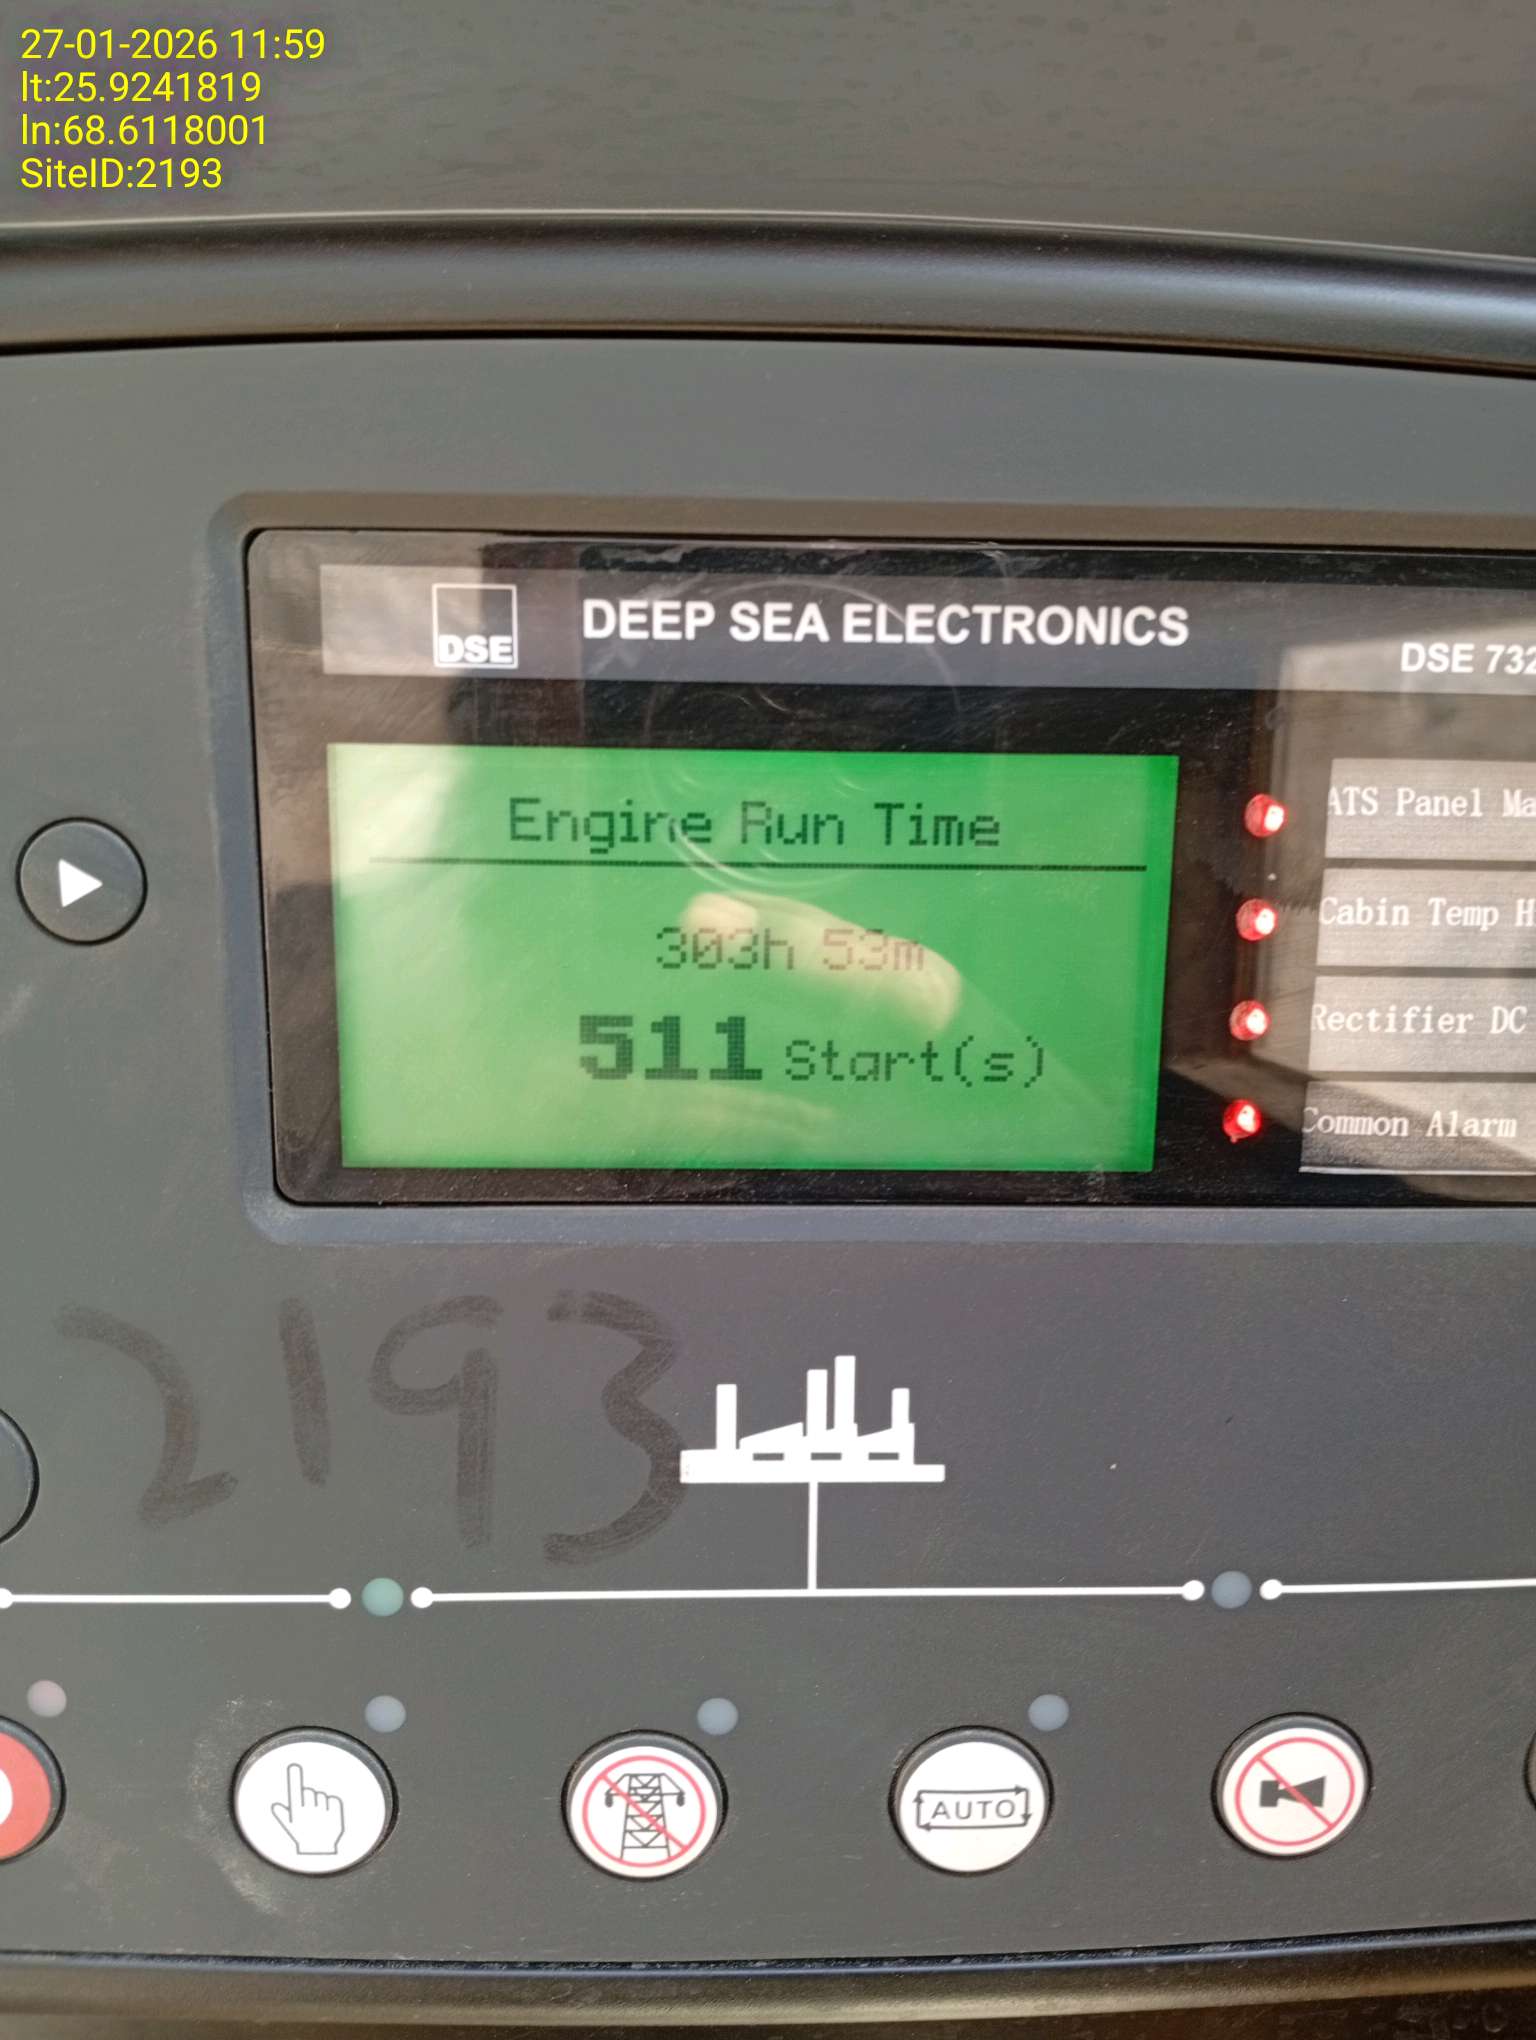 27-01-2026 11:59
lt:25.9241819
ln:68.6118001
SiteID:2193
DSE
DEEP SEA ELECTRONICS
DSE 732
Engine Run Time
303h 53m
511 Start(s)
ATS Panel Ma
Cabin Temp H
Rectifier DC
Common Alarm
2193
AUTO